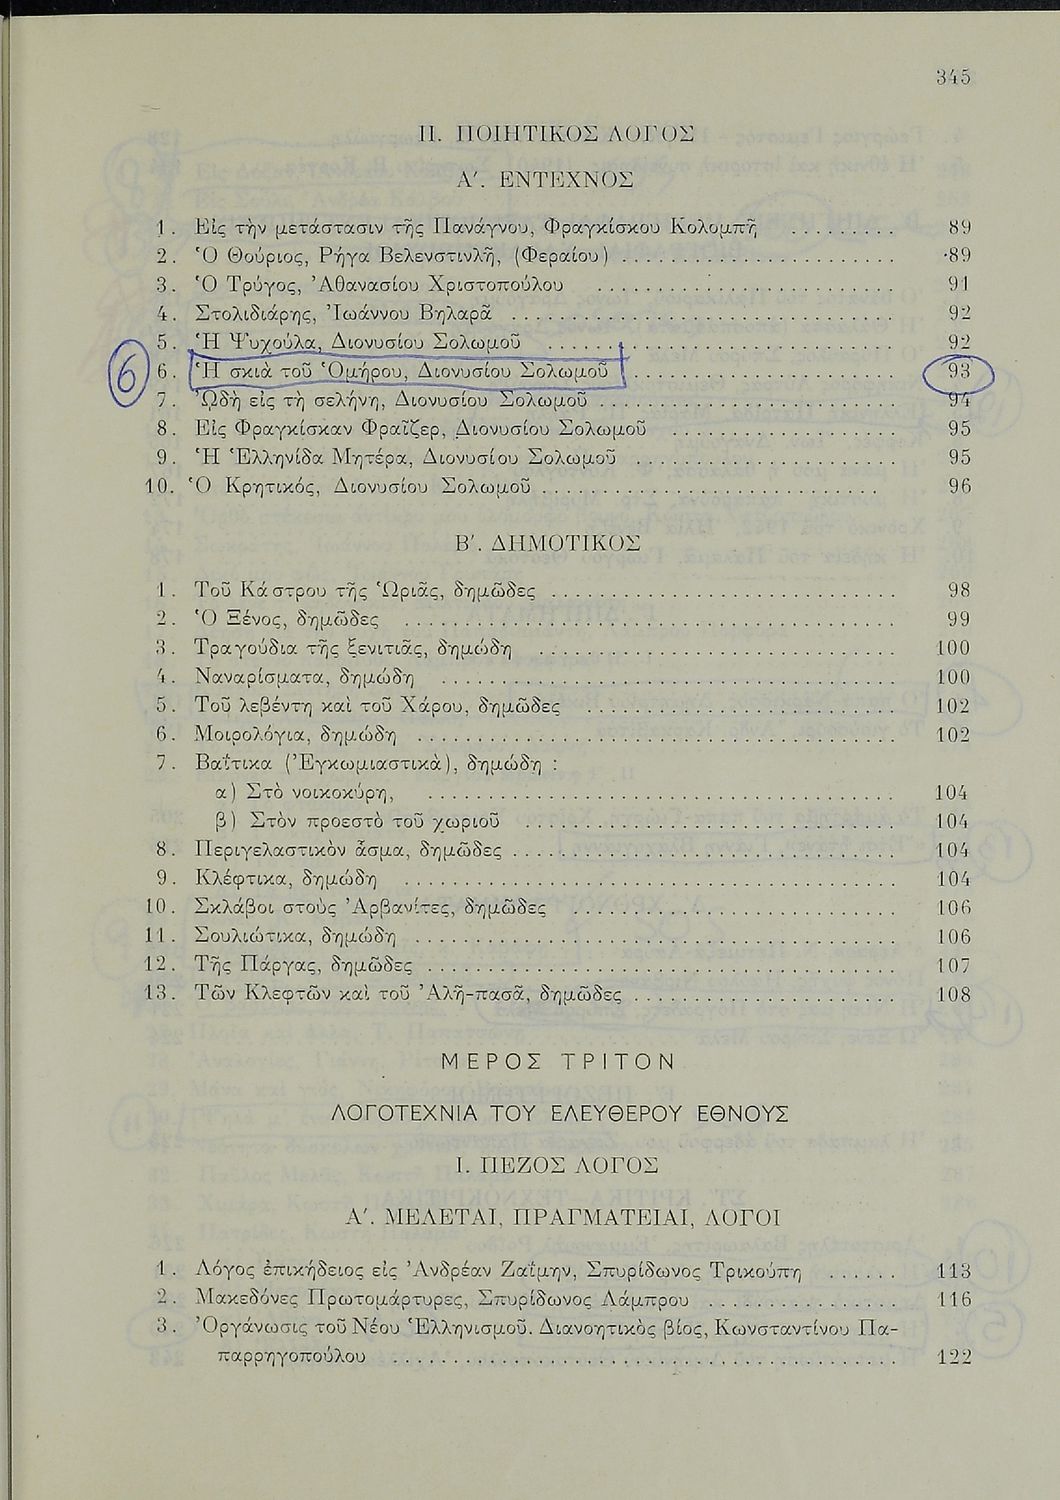 345
II. ΠΟΙΗΤΙΚΟΣ ΛΟΓΟΣ
Α΄. ΕΝΤΕΧΝΟΣ
1. Εἰς τὴν μετάστασιν τῆς Πανάγνου, Φραγκίσκου Κολομπῆ ......... 89
2. Ὁ Θούριος, Ρήγα Βελενστινλῆ, (Φεραίου) ......................... 89
3. Ὁ Τρύγος, Ἀθανασίου Χριστοπούλου ......................... 91
4. Στολιδιάρης, Ἰωάννου Βηλαρᾶ ......................... 92
5. Ἡ Ψυχούλα, Διονυσίου Σολωμοῦ ......................... 92
6 6. Ἡ σκιὰ τοῦ Ὁμήρου, Διονυσίου Σολωμοῦ ..................... 93
7. Ὠδὴ εἰς τὴ σελήνη, Διονυσίου Σολωμοῦ ......................... 94
8. Εἰς Φραγκίσκαν Φραῖζερ, Διονυσίου Σολωμοῦ ................. 95
9. Ἡ Ἑλληνίδα Μητέρα, Διονυσίου Σολωμοῦ ..................... 95
10. Ὁ Κρητικός, Διονυσίου Σολωμοῦ ......................... 96
Β΄. ΔΗΜΟΤΙΚΟΣ
1. Τοῦ Κάστρου τῆς Ὡριᾶς, δημῶδες ......................... 98
2. Ὁ Ξένος, δημῶδες ......................... 99
3. Τραγούδια τῆς ξενιτιᾶς, δημώδη ......................... 100
4. Ναναρίσματα, δημώδη ......................... 100
5. Τοῦ λεβέντη καὶ τοῦ Χάρου, δημῶδες ......................... 102
6. Μοιρολόγια, δημώδη ......................... 102
7. Βαΐτικα (Ἐγκωμιαστικὰ), δημώδη :
α) Στὸ νοικοκύρη, ......................... 104
β) Στὸν προεστὸ τοῦ χωριοῦ ......................... 104
8. Περιγελαστικὸν ἆσμα, δημῶδες ......................... 104
9. Κλέφτικα, δημώδη ......................... 104
10. Σκλάβοι στοὺς Ἀρβανίτες, δημῶδες ......................... 106
11. Σουλιώτικα, δημώδη ......................... 106
12. Τῆς Πάργας, δημῶδες ......................... 107
13. Τῶν Κλεφτῶν καὶ τοῦ Ἀλῆ-πασᾶ, δημῶδες ..................... 108
ΜΕΡΟΣ ΤΡΙΤΟΝ
ΛΟΓΟΤΕΧΝΙΑ ΤΟΥ ΕΛΕΥΘΕΡΟΥ ΕΘΝΟΥΣ
Ι. ΠΕΖΟΣ ΛΟΓΟΣ
Α΄. ΜΕΛΕΤΑΙ, ΠΡΑΓΜΑΤΕΙΑΙ, ΛΟΓΟΙ
1. Λόγος ἐπικήδειος εἰς Ἀνδρέαν Ζαΐμην, Σπυρίδωνος Τρικούπη ...... 113
2. Μακεδόνες Πρωτομάρτυρες, Σπυρίδωνος Λάμπρου ............... 116
3. Ὀργάνωσις τοῦ Νέου Ἑλληνισμοῦ. Διανοητικὸς βίος, Κωνσταντίνου Πα-
παρρηγοπούλου ......................... 122